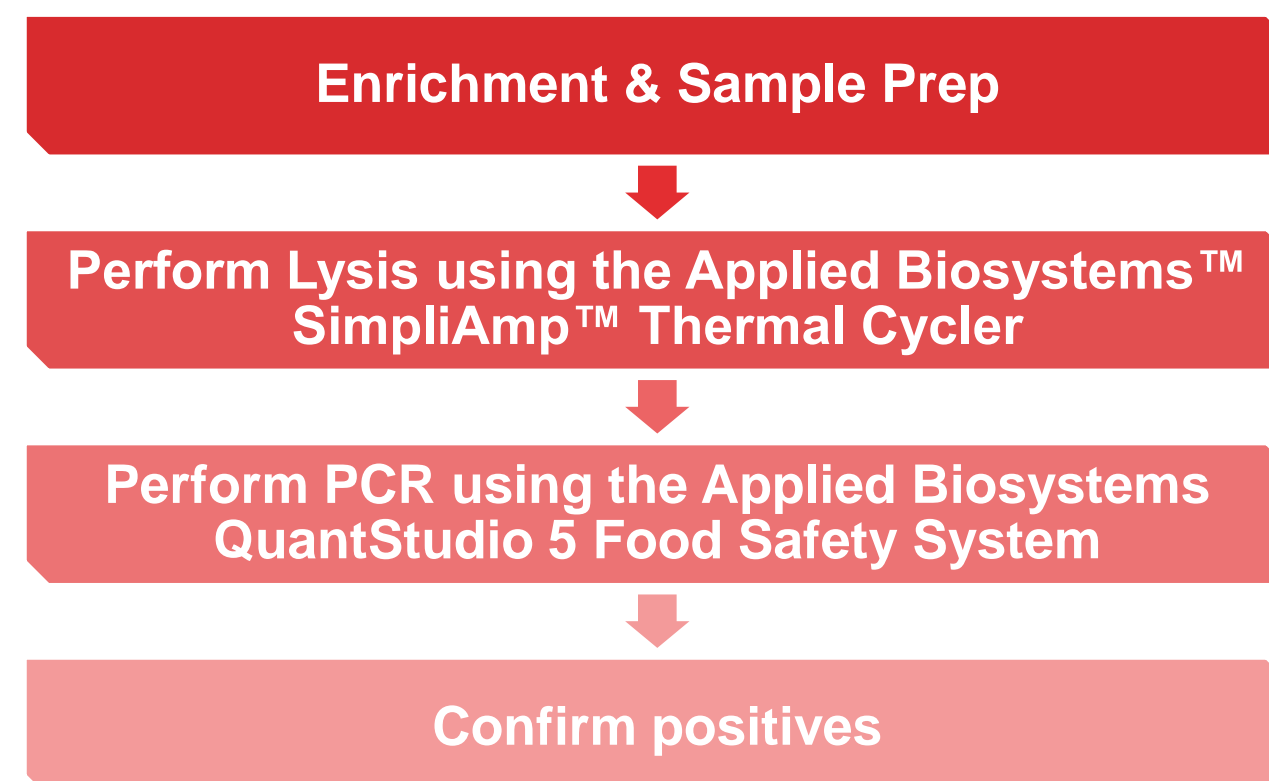 Enrichment & Sample Prep
Perform Lysis using the Applied Biosystems™
SimpliAmp™ Thermal Cycler
Perform PCR using the Applied Biosystems
QuantStudio 5 Food Safety System
Confirm positives